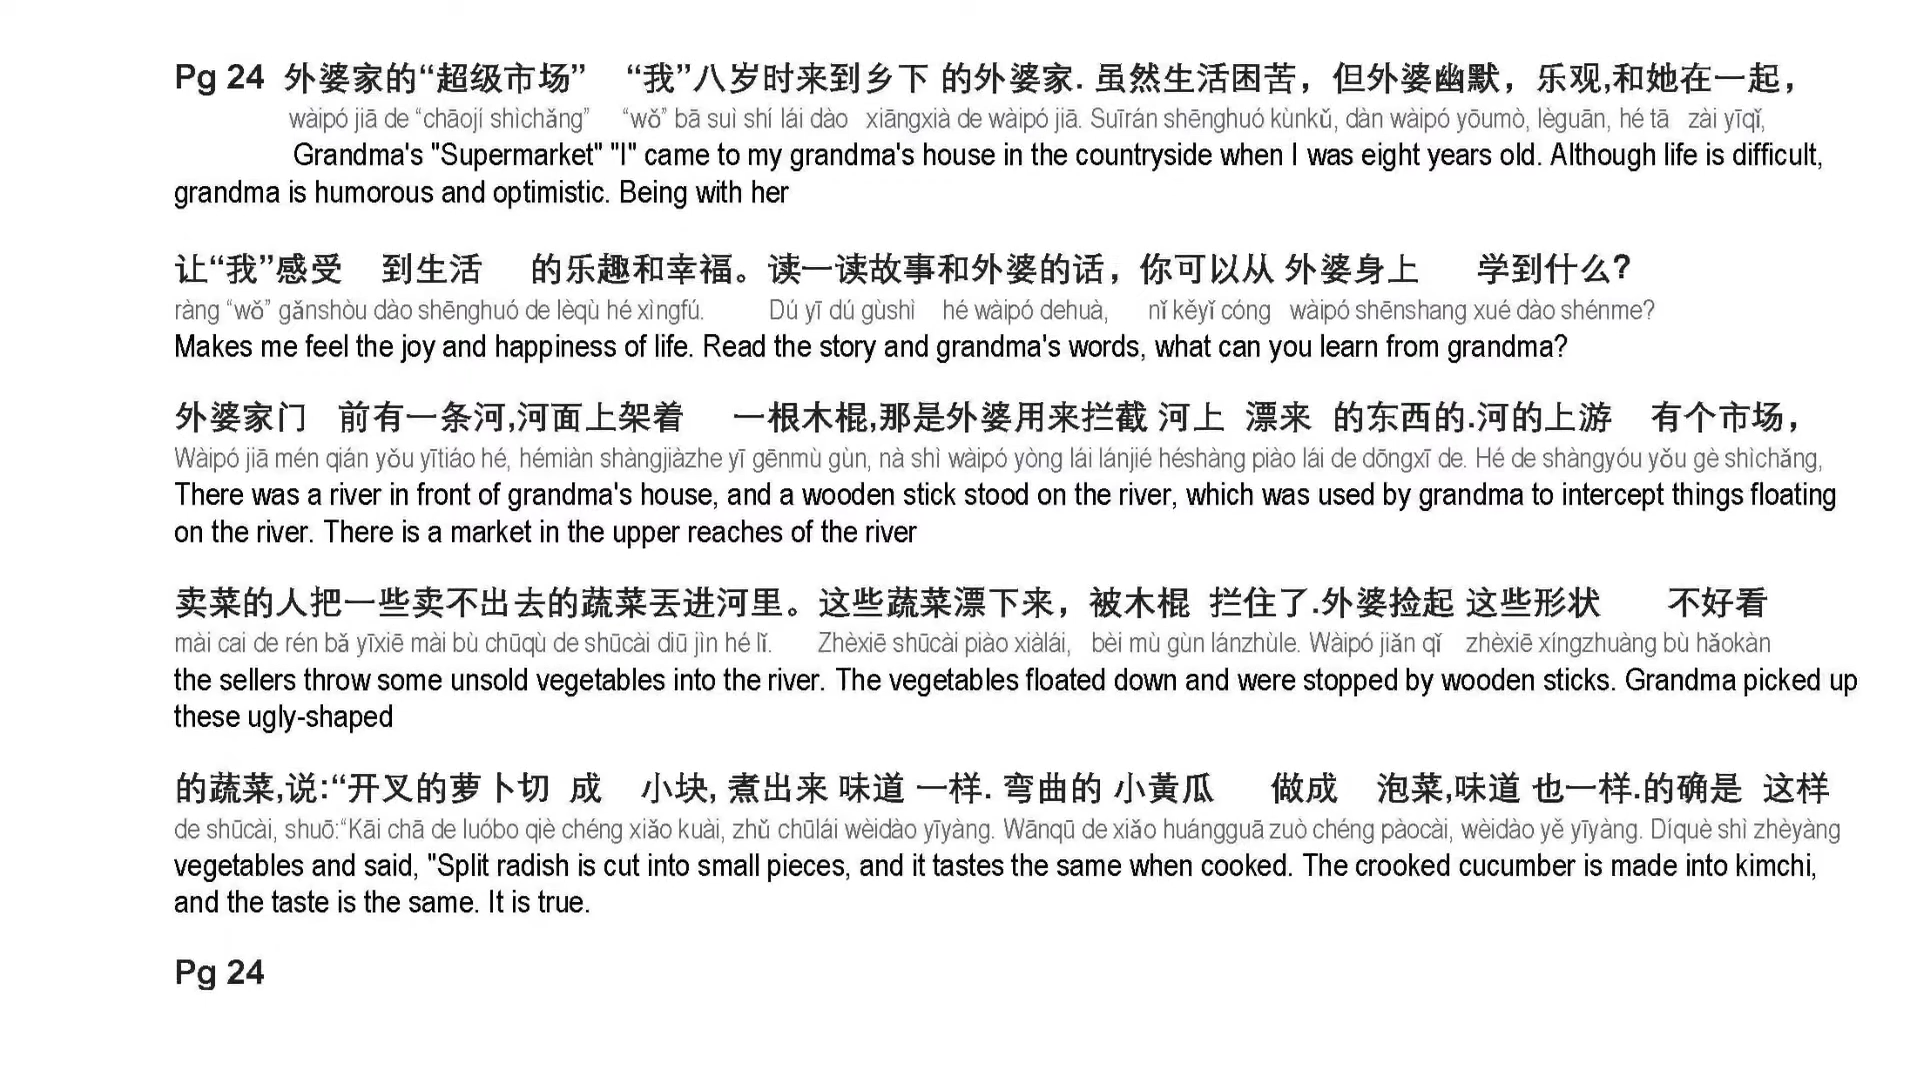 Pg 24 外婆家的“超级市场” “我”八岁时来到乡下 的外婆家. 虽然生活困苦，但外婆幽默，乐观,和她在一起，
wàipó jiā de “chāojí shìchǎng” “wǒ” bā suì shí lái dào xiāngxià de wàipó jiā. Suīrán shēnghuó kùnkǔ, dàn wàipó yōumò, lèguān, hé tā zài yīqǐ,
Grandma's "Supermarket" "I" came to my grandma's house in the countryside when I was eight years old. Although life is difficult,
grandma is humorous and optimistic. Being with her
让“我”感受 到生活 的乐趣和幸福。读一读故事和外婆的话，你可以从 外婆身上 学到什么?
ràng “wǒ” gǎnshòu dào shēnghuó de lèqù hé xìngfú. Dú yī dú gùshì hé wàipó dehuà, nǐ kěyǐ cóng wàipó shēnshang xué dào shénme?
Makes me feel the joy and happiness of life. Read the story and grandma's words, what can you learn from grandma?
外婆家门 前有一条河,河面上架着 一根木棍,那是外婆用来拦截 河上 漂来 的东西的.河的上游 有个市场，
Wàipó jiā mén qián yǒu yītiáo hé, hémiàn shàngjiàzhe yī gēnmù gùn, nà shì wàipó yòng lái lánjié héshàng piào lái de dōngxī de. Hé de shàngyóu yǒu gè shìchǎng,
There was a river in front of grandma's house, and a wooden stick stood on the river, which was used by grandma to intercept things floating
on the river. There is a market in the upper reaches of the river
卖菜的人把一些卖不出去的蔬菜丢进河里。这些蔬菜漂下来，被木棍 拦住了.外婆捡起 这些形状 不好看
mài cai de rén bǎ yīxiē mài bù chūqù de shūcài diū jìn hé lǐ. Zhèxiē shūcài piào xiàlái, bèi mù gùn lánzhùle. Wàipó jiǎn qǐ zhèxiē xíngzhuàng bù hǎokàn
the sellers throw some unsold vegetables into the river. The vegetables floated down and were stopped by wooden sticks. Grandma picked up
these ugly-shaped
的蔬菜,说:“开叉的萝卜切 成 小块, 煮出来 味道 一样. 弯曲的 小黃瓜 做成 泡菜,味道 也一样.的确是 这样
de shūcài, shuō:“Kāi chā de luóbo qiè chéng xiǎo kuài, zhǔ chūlái wèidào yīyàng. Wānqū de xiǎo huángguā zuò chéng pàocài, wèidào yě yīyàng. Díquè shì zhèyàng
vegetables and said, "Split radish is cut into small pieces, and it tastes the same when cooked. The crooked cucumber is made into kimchi,
and the taste is the same. It is true.
Pg 24